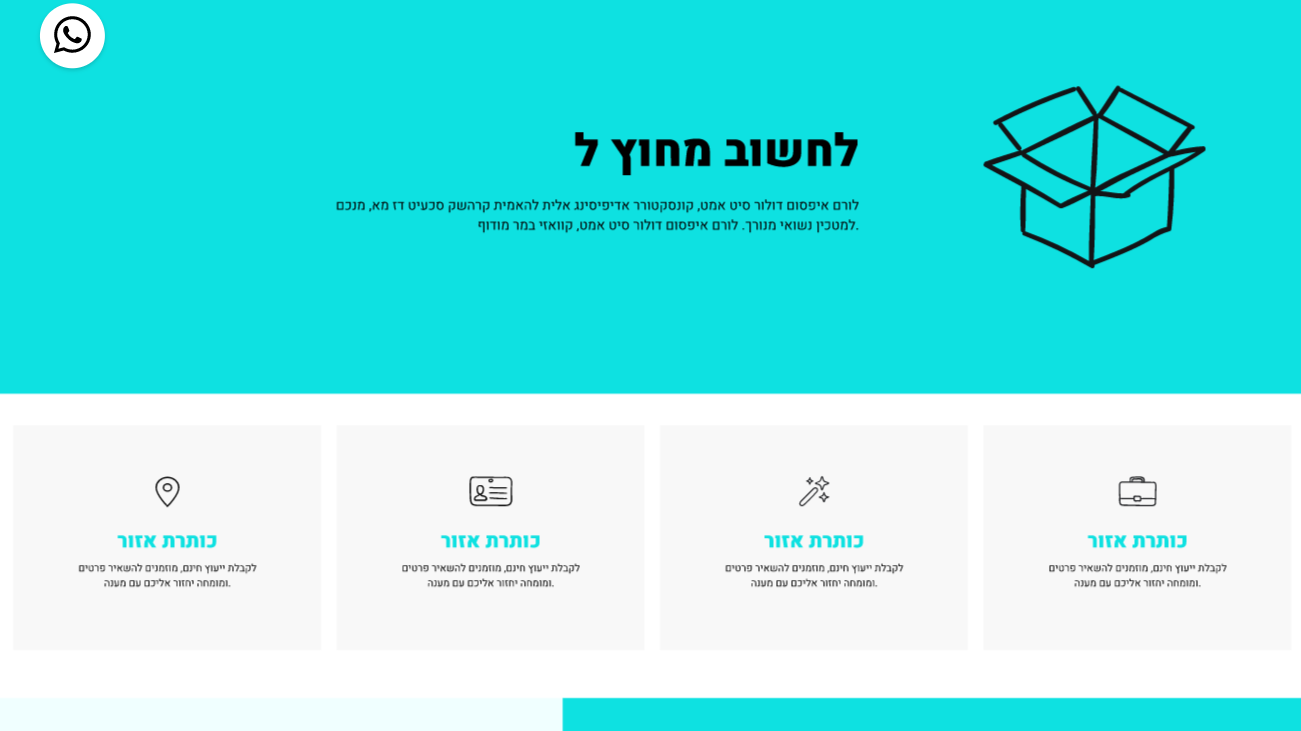 לחשוב מחוץ ל
לורם איפסום דולור סיט אמט, קונסקטורר אדיפיסינג אלית להאמית קרהשק סכעיט דז מא, מנכם
למטכין נשואי מנורך. לורם איפסום דולור סיט אמט, קוואזי במר מודוף.
כותרת אזור
לקבלת ייעוץ חינם, מוזמנים להשאיר פרטים
ומומחה יחזור אליכם עם מענה.
כותרת אזור
לקבלת ייעוץ חינם, מוזמנים להשאיר פרטים
ומומחה יחזור אליכם עם מענה.
כותרת אזור
לקבלת ייעוץ חינם, מוזמנים להשאיר פרטים
ומומחה יחזור אליכם עם מענה.
כותרת אזור
לקבלת ייעוץ חינם, מוזמנים להשאיר פרטים
ומומחה יחזור אליכם עם מענה.